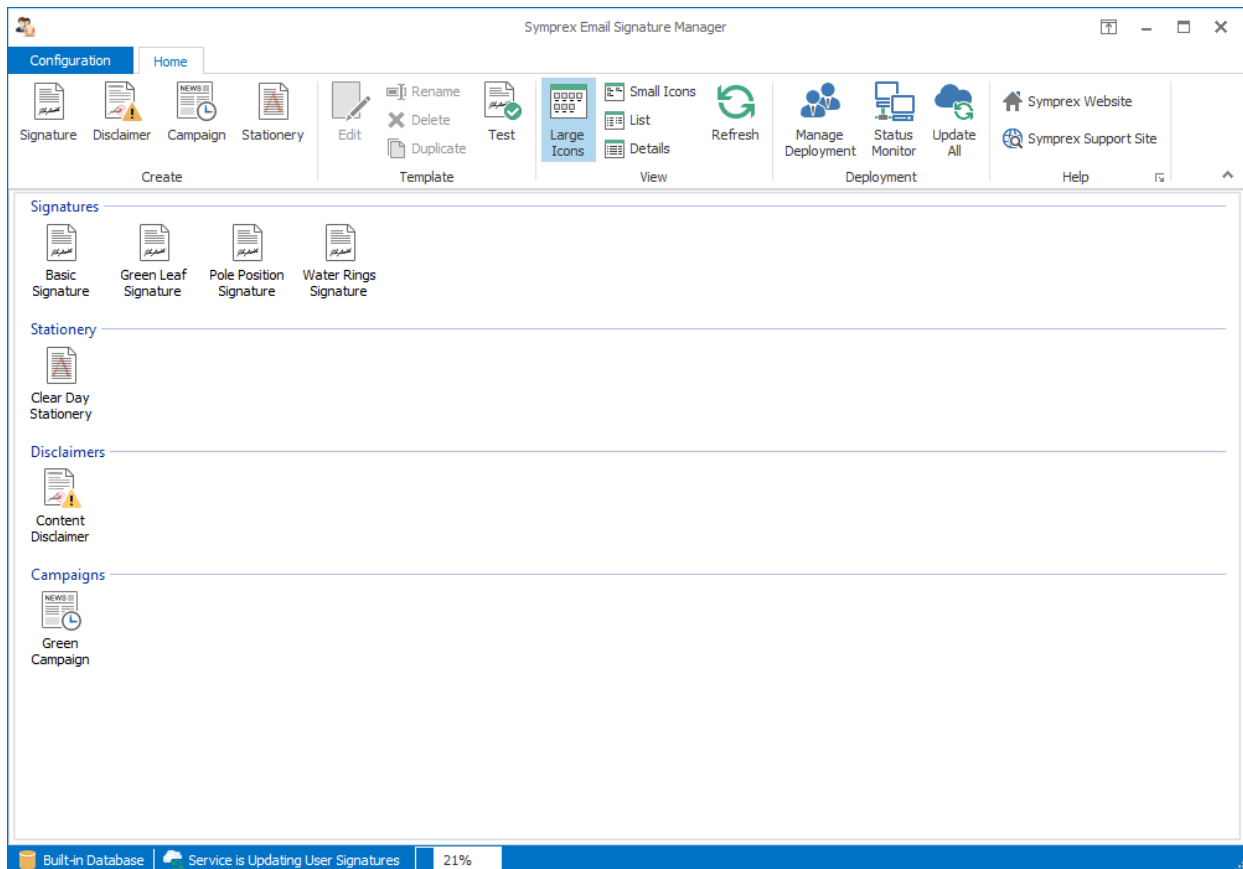 Symprex Email Signature Manager
Configuration Home
Signature Disclaimer Campaign Stationery
Create
Edit
Rename
Delete
Duplicate
Test
Template
Large
Icons
Small Icons
List
Details
Refresh
View
Manage
Deployment
Status
Monitor
Update
All
Deployment
Symprex Website
Symprex Support Site
Help
Signatures
Basic
Signature
Green Leaf
Signature
Pole Position
Signature
Water Rings
Signature
Stationery
Clear Day
Stationery
Disclaimers
Content
Disclaimer
Campaigns
NEWS
Green
Campaign
Built-in Database Service is Updating User Signatures 21%